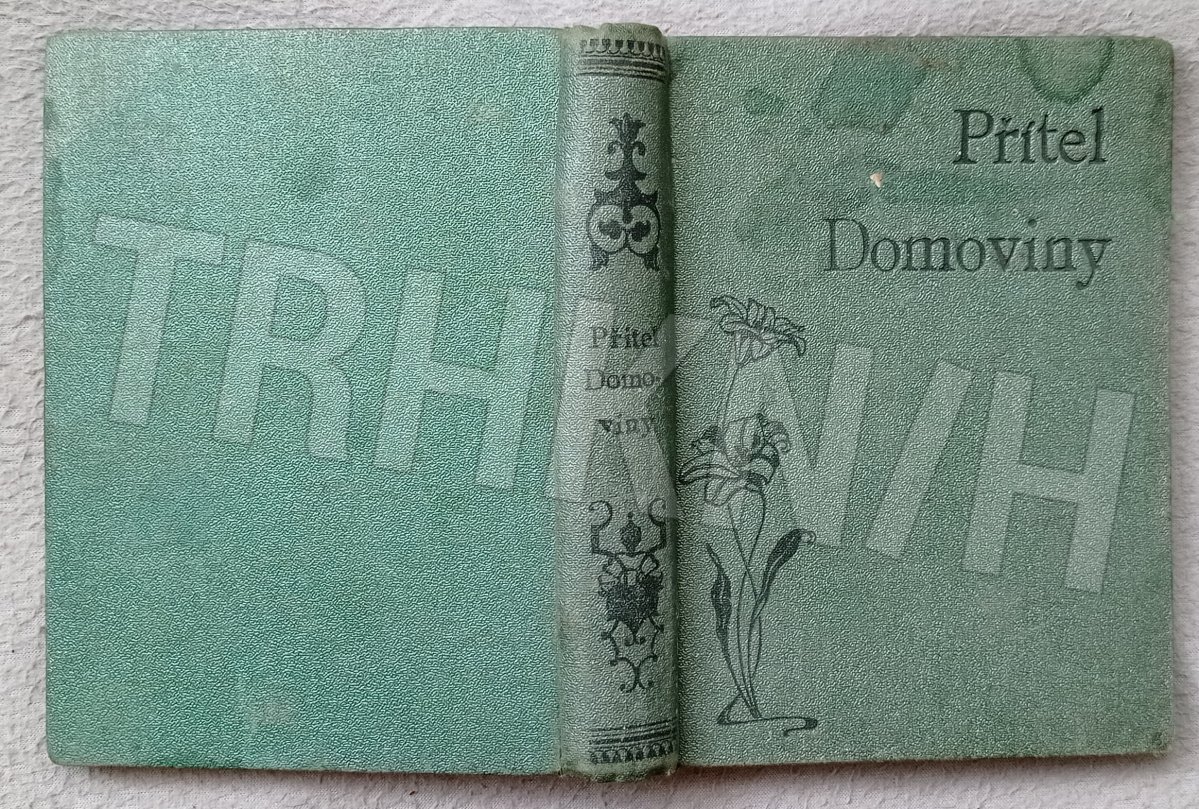 Přítel
Domoviny
Přítel
Domo-
viny
TRHKNIH